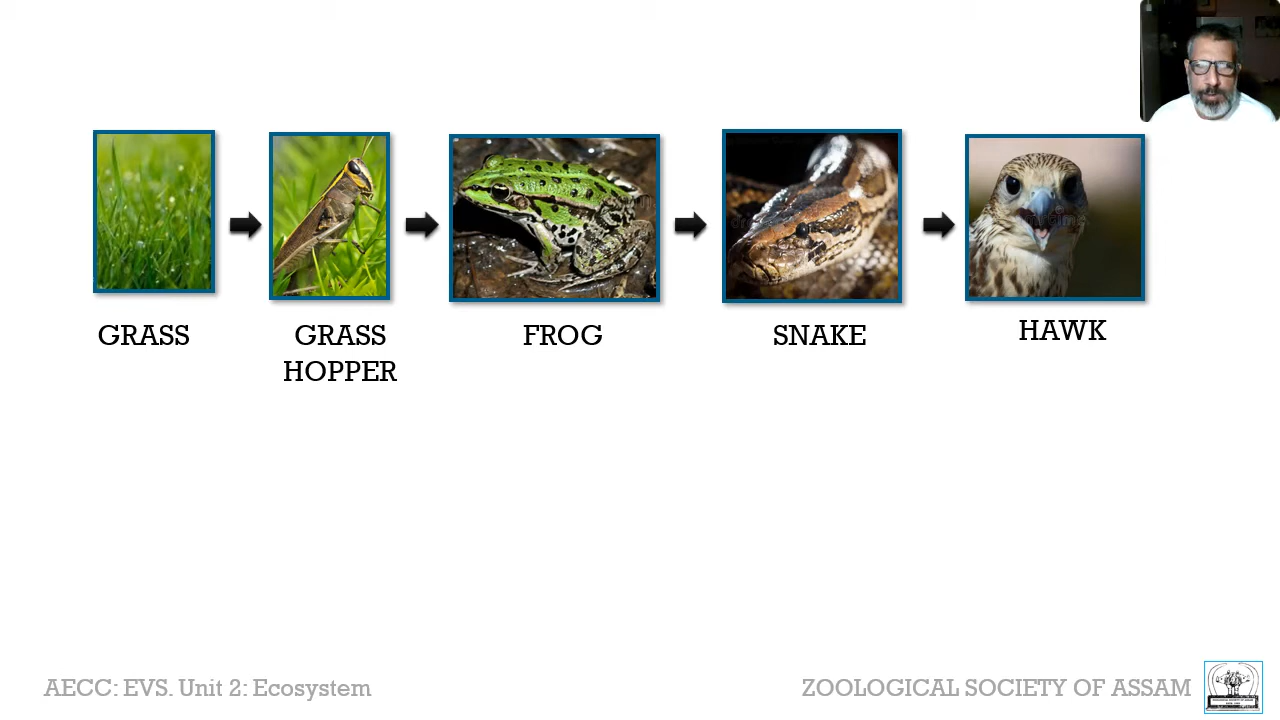 GRASS
GRASS
HOPPER
FROG
SNAKE
HAWK
AECC: EVS. Unit 2: Ecosystem
ZOOLOGICAL SOCIETY OF ASSAM